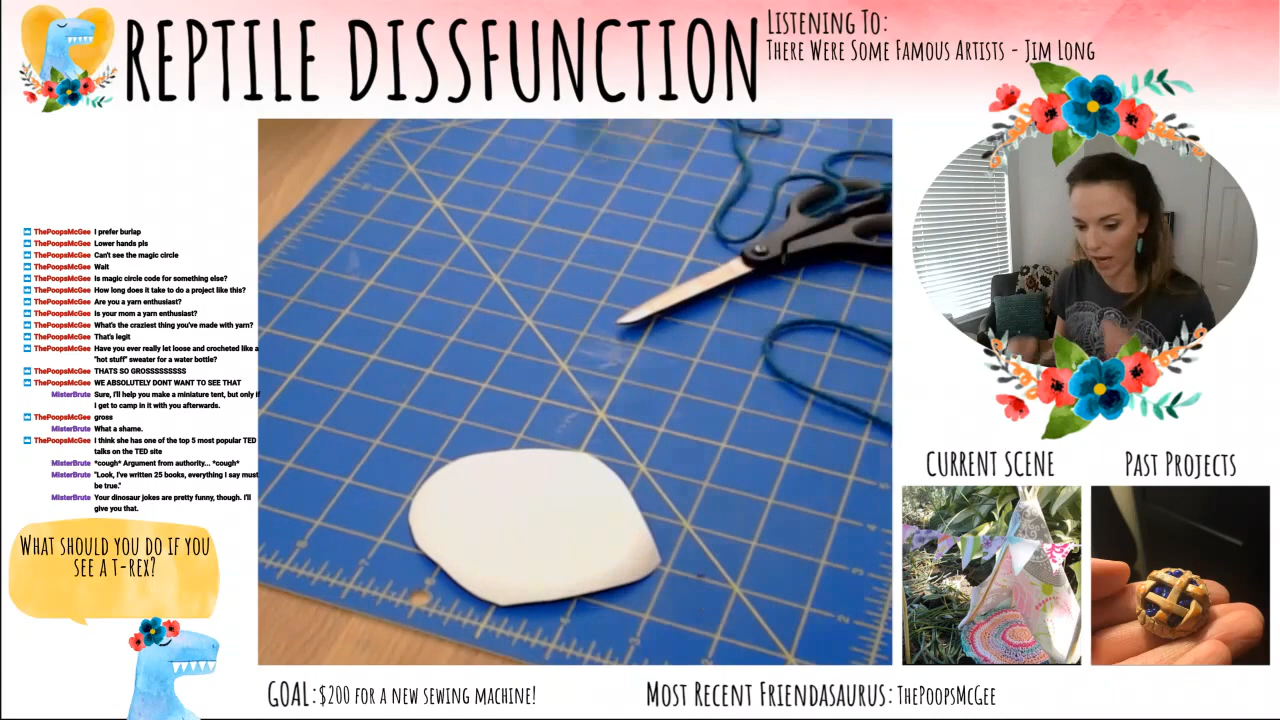 REPTILE DISSFUNCTION
LISTENING TO:
THERE WERE SOME FAMOUS ARTISTS - JIM LONG
ThePoopsMcGee I prefer burlap
ThePoopsMcGee Lower hands pls
ThePoopsMcGee Can't see the magic circle
ThePoopsMcGee Wait
ThePoopsMcGee Is magic circle code for something else?
ThePoopsMcGee How long does it take to do a project like this?
ThePoopsMcGee Are you a yarn enthusiast?
ThePoopsMcGee Is your mom a yarn enthusiast?
ThePoopsMcGee What's the craziest thing you've made with yarn?
ThePoopsMcGee That's legit
ThePoopsMcGee Have you ever really let loose and crocheted like a
"hot stuff" sweater for a water bottle?
ThePoopsMcGee THATS SO GROSSSSSSSSS
ThePoopsMcGee WE ABSOLUTELY DONT WANT TO SEE THAT
MisterBrute Sure, I'll help you make a miniature tent, but only if
I get to camp in it with you afterwards.
ThePoopsMcGee gross
MisterBrute What a shame.
ThePoopsMcGee I think she has one of the top 5 most popular TED
talks on the TED site
MisterBrute *cough* Argument from authority... *cough*
MisterBrute "Look, I've written 25 books, everything I say must
be true."
MisterBrute Your dinosaur jokes are pretty funny, though. I'll
give you that.
WHAT SHOULD YOU DO IF YOU
SEE A T-REX?
CURRENT SCENE
PAST PROJECTS
GOAL: $200 FOR A NEW SEWING MACHINE!
MOST RECENT FRIENDASAURUS: THEPOOPSMCGEE